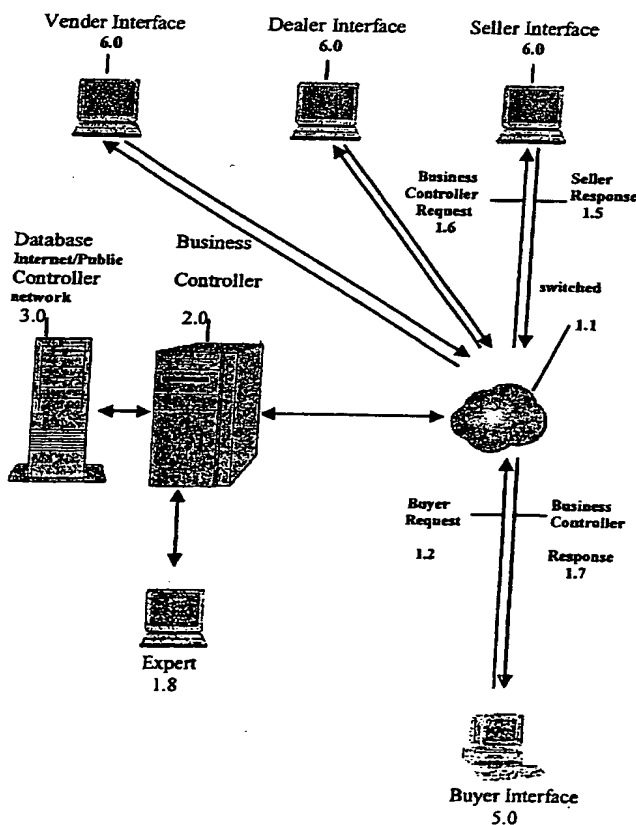 Vender Interface
6.0
Dealer Interface
6.0
Seller Interface
6.0
Business
Controller
Request
1.6
Seller
Response
1.5
Database
Internet/Public
Controller
network
3.0
Business
Controller
2.0
switched
1.1
Buyer
Request
1.2
Business
Controller
Response
1.7
Expert
1.8
Buyer Interface
5.0